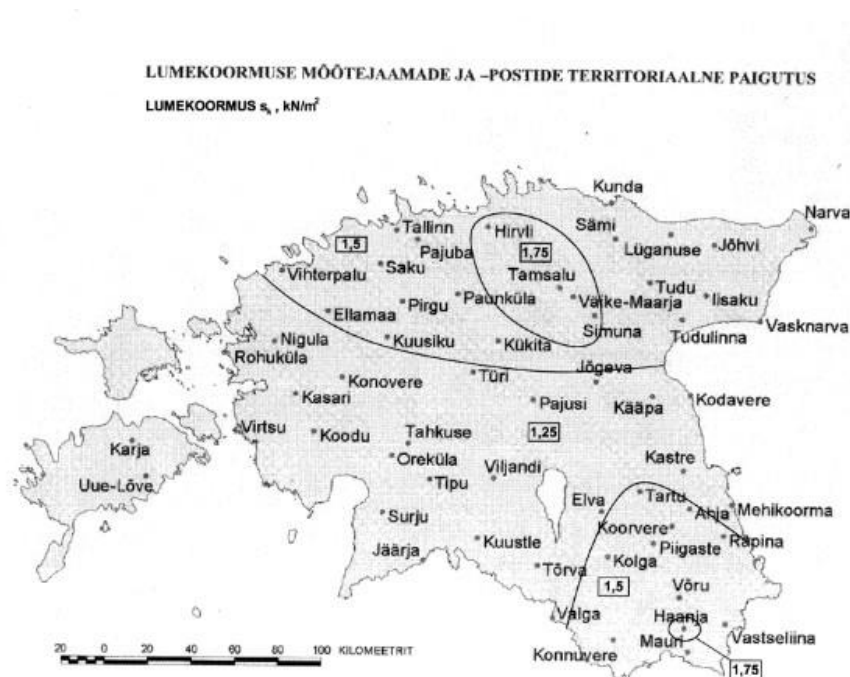 LUMEKOORMUSE MÕÕTEJAAMADE JA –POSTIDE TERRITORIAALNE PAIGUTUS
LUMEKOORMUS sₖ , kN/m²
Kunda
Narva
Tallinn
Hirvli
Sämi
1,5
Pajuba
1,75
Lüganuse
Jõhvi
Vihterpalu
Saku
Tamsalu
Tudu
Iisaku
Ellamaa
Pirgu
Paunküla
Väike-Maarja
Simuna
Tudulinna
Vasknarva
Nigula
Kuusiku
Kükita
Rohuküla
Jõgeva
Konovere
Türi
Kasari
Pajusi
Kääpa
Kodavere
Virtsu
Koodu
Tahkuse
1,25
Karja
Oreküla
Viljandi
Kastre
Uue-Lõve
Tipu
Elva
Tartu
Ahja
Mehikoorma
Surju
Koorvere
Kuustle
Piigaste
Räpina
Jäärja
Kolga
Tõrva
1,5
Võru
Valga
Haanja
Vastseliina
Mauri
Konnuvere
1,75
20 0 20 40 60 80 100 KILOMEETRIT